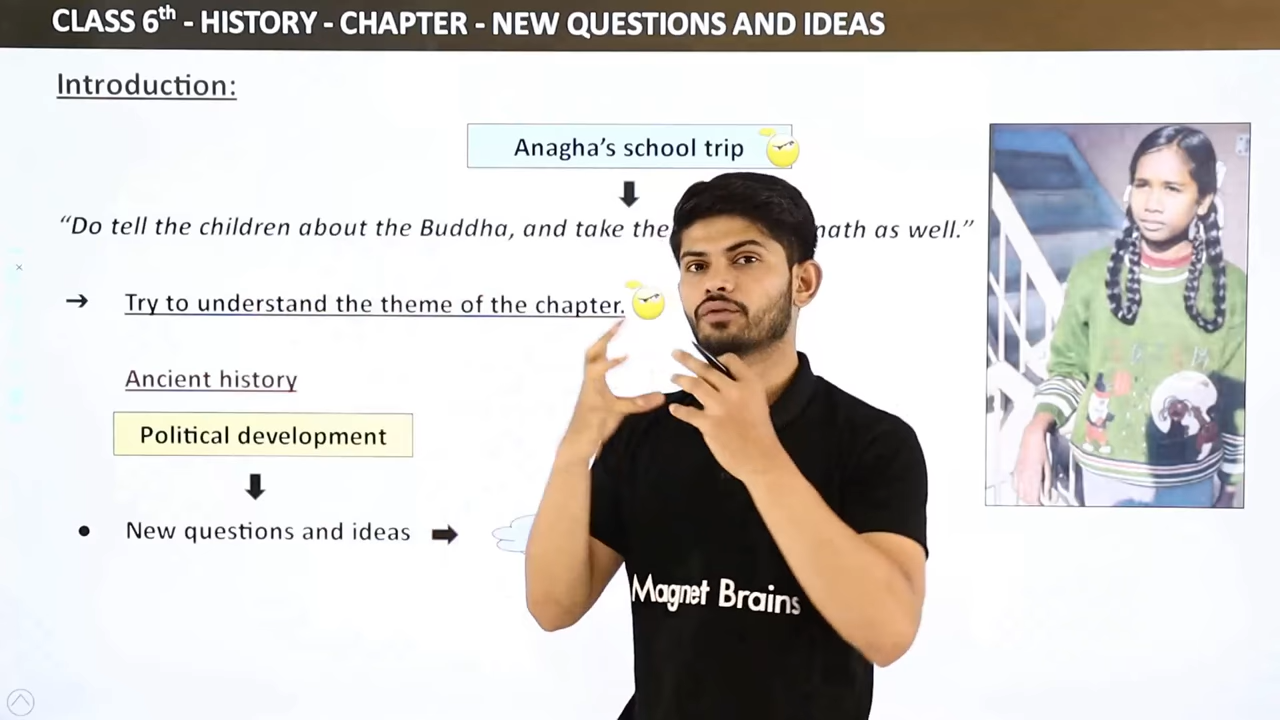 CLASS 6th - HISTORY - CHAPTER - NEW QUESTIONS AND IDEAS
Introduction:
Anagha's school trip
“Do tell the children about the Buddha, and take the as well.”
→ Try to understand the theme of the chapter.
Ancient history
Political development
• New questions and ideas
Magnet Brains